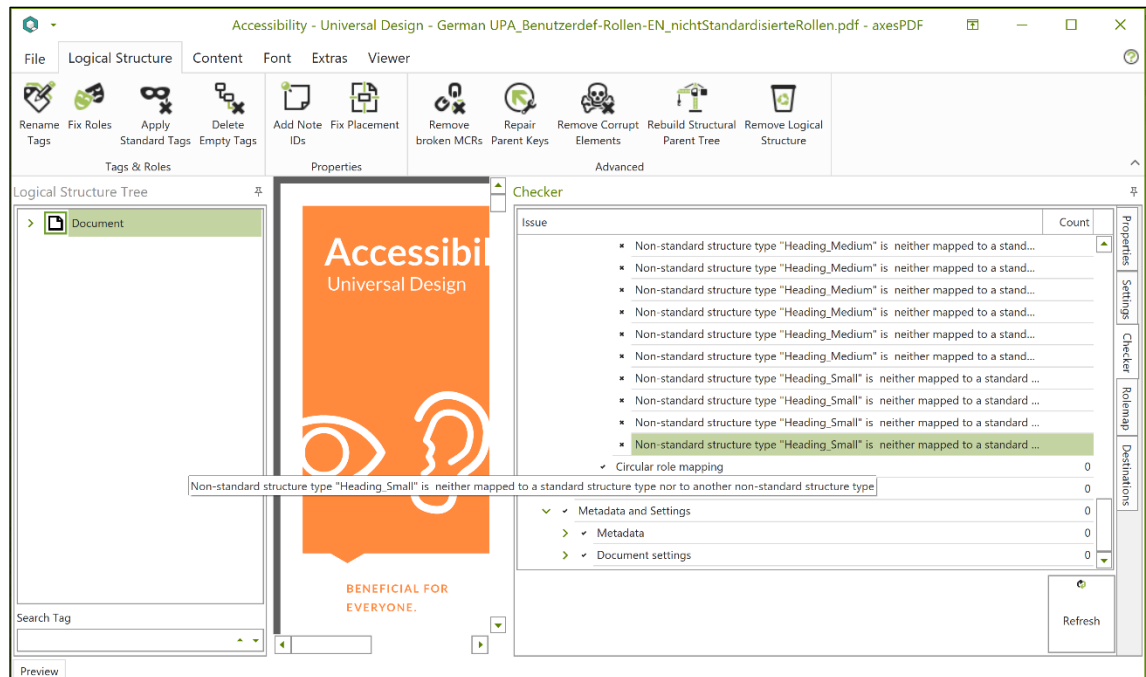 Accessibility - Universal Design - German UPA_Benutzerdef-Rollen-EN_nichtStandardisierteRollen.pdf - axesPDF
File Logical Structure Content Font Extras Viewer
Rename Tags
Fix Roles
Apply Standard Tags
Delete Empty Tags
Add Note IDs
Fix Placement
Remove broken MCRs
Repair Parent Keys
Remove Corrupt Elements
Rebuild Structural Parent Tree
Remove Logical Structure
Tags & Roles
Properties
Advanced
Logical Structure Tree
Document
Search Tag
Preview
Accessibil
Universal Design
BENEFICIAL FOR
EVERYONE.
Checker
Issue Count
Non-standard structure type "Heading_Medium" is neither mapped to a stand...
Non-standard structure type "Heading_Medium" is neither mapped to a stand...
Non-standard structure type "Heading_Medium" is neither mapped to a stand...
Non-standard structure type "Heading_Medium" is neither mapped to a stand...
Non-standard structure type "Heading_Medium" is neither mapped to a stand...
Non-standard structure type "Heading_Medium" is neither mapped to a stand...
Non-standard structure type "Heading_Small" is neither mapped to a standard ...
Non-standard structure type "Heading_Small" is neither mapped to a standard ...
Non-standard structure type "Heading_Small" is neither mapped to a standard ...
Non-standard structure type "Heading_Small" is neither mapped to a standard ...
Circular role mapping 0
Non-standard structure type "Heading_Small" is neither mapped to a standard structure type nor to another non-standard structure type
0
Metadata and Settings 0
Metadata 0
Document settings 0
Refresh
Properties
Settings
Checker
Rolemap
Destinations